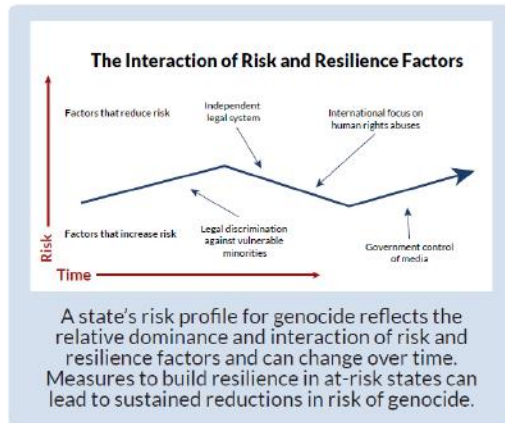 The Interaction of Risk and Resilience Factors
Factors that reduce risk
Independent
legal system
International focus on
human rights abuses
Factors that increase risk
Legal discrimination
against vulnerable
minorities
Government control
of media
Risk
Time
A state's risk profile for genocide reflects the
relative dominance and interaction of risk and
resilience factors and can change over time.
Measures to build resilience in at-risk states can
lead to sustained reductions in risk of genocide.